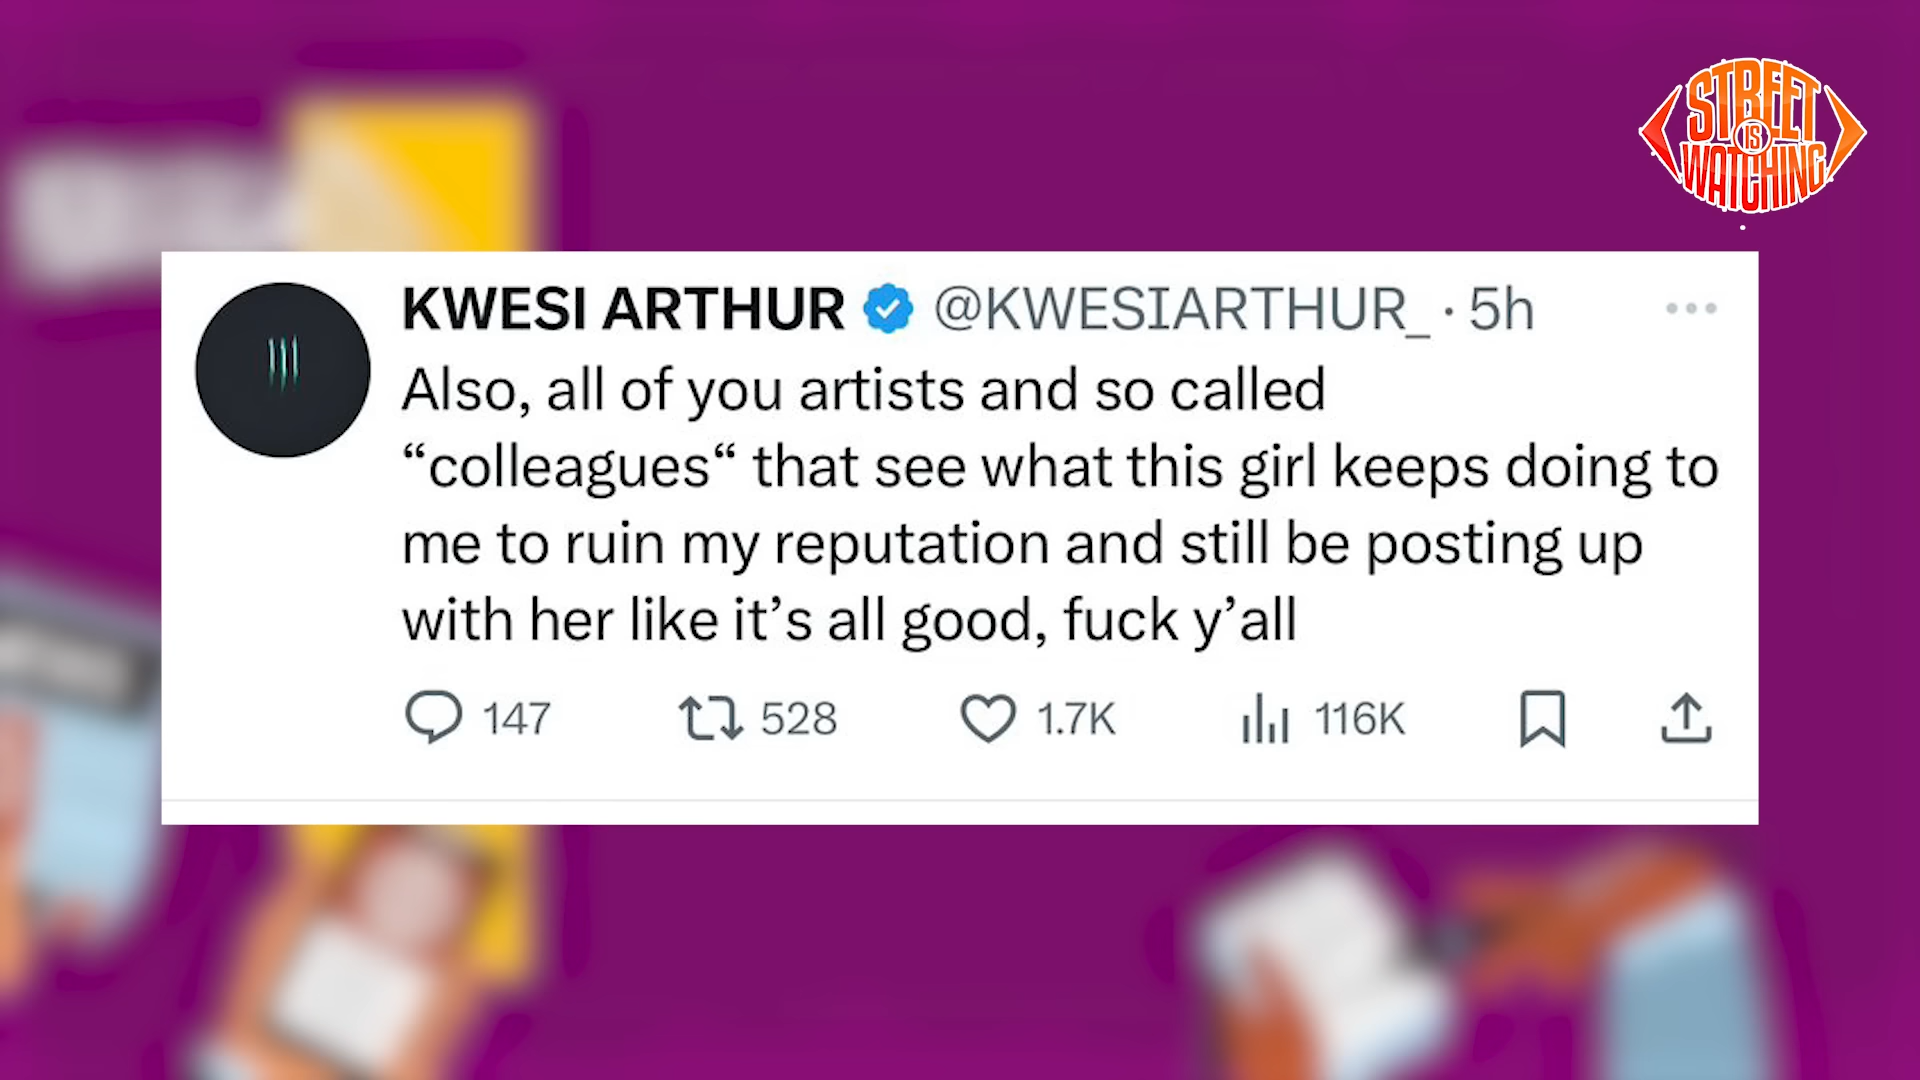 STREET
IS
WATCHING
KWESI ARTHUR @KWESIARTHUR_ · 5h
Also, all of you artists and so called
“colleagues“ that see what this girl keeps doing to
me to ruin my reputation and still be posting up
with her like it’s all good, fuck y’all
147 528 1.7K 116K